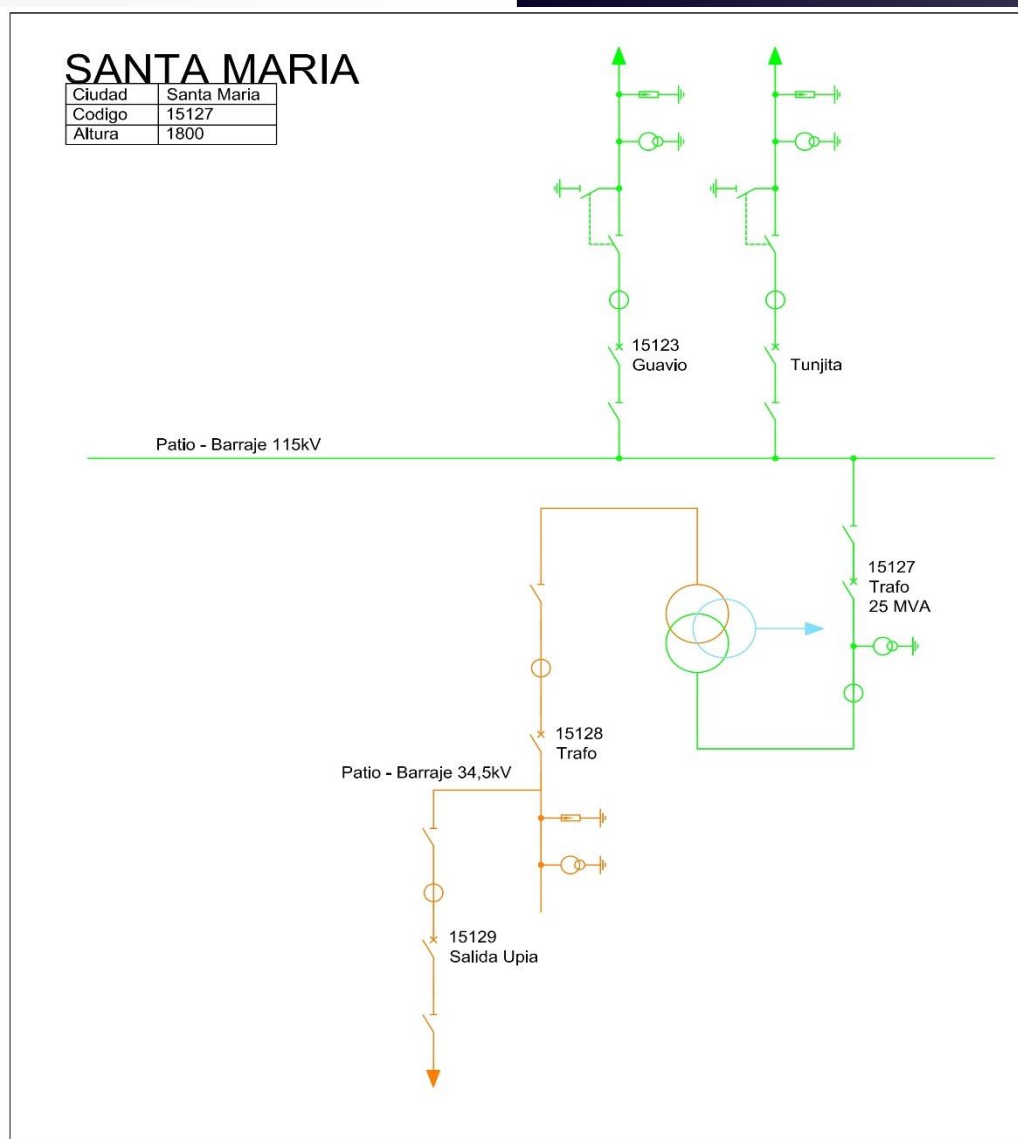 SANTA MARIA
Ciudad Santa Maria
Codigo 15127
Altura 1800
15123
Guavio
Tunjita
Patio - Barraje 115kV
15127
Trafo
25 MVA
15128
Trafo
Patio - Barraje 34,5kV
15129
Salida Upia